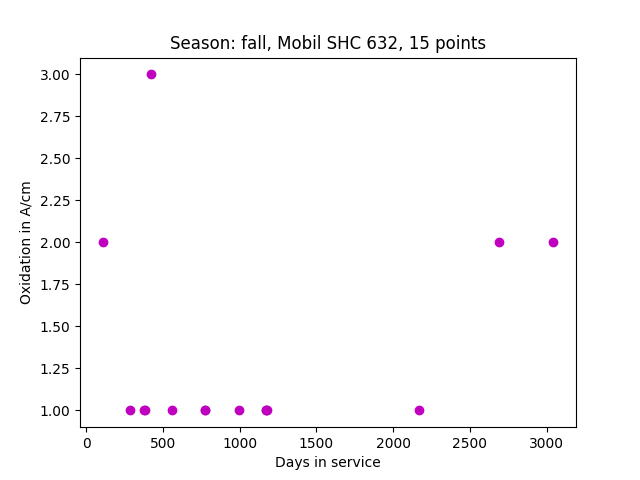 Season: fall, Mobil SHC 632, 15 points
3.00
2.75
2.50
2.25
2.00
1.75
1.50
1.25
1.00
Oxidation in A/cm
0 500 1000 1500 2000 2500 3000
Days in service